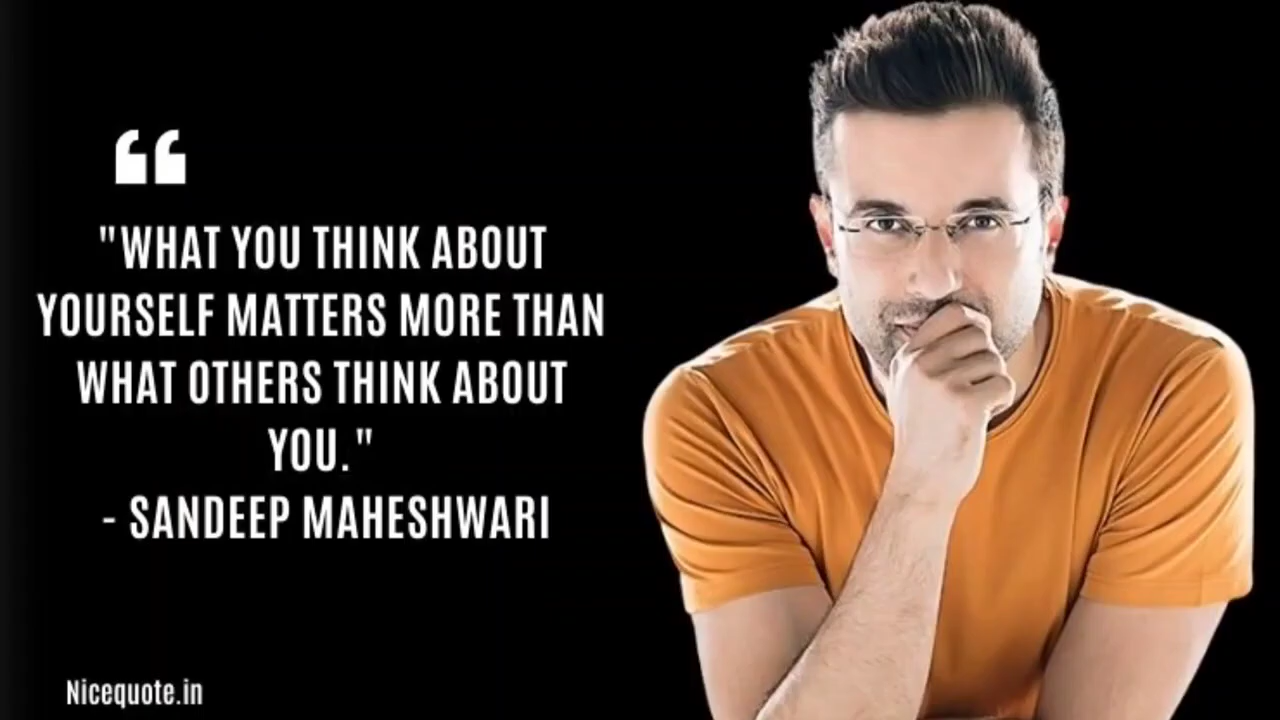 "WHAT YOU THINK ABOUT
YOURSELF MATTERS MORE THAN
WHAT OTHERS THINK ABOUT
YOU."
- SANDEEP MAHESHWARI
Nicequote.in